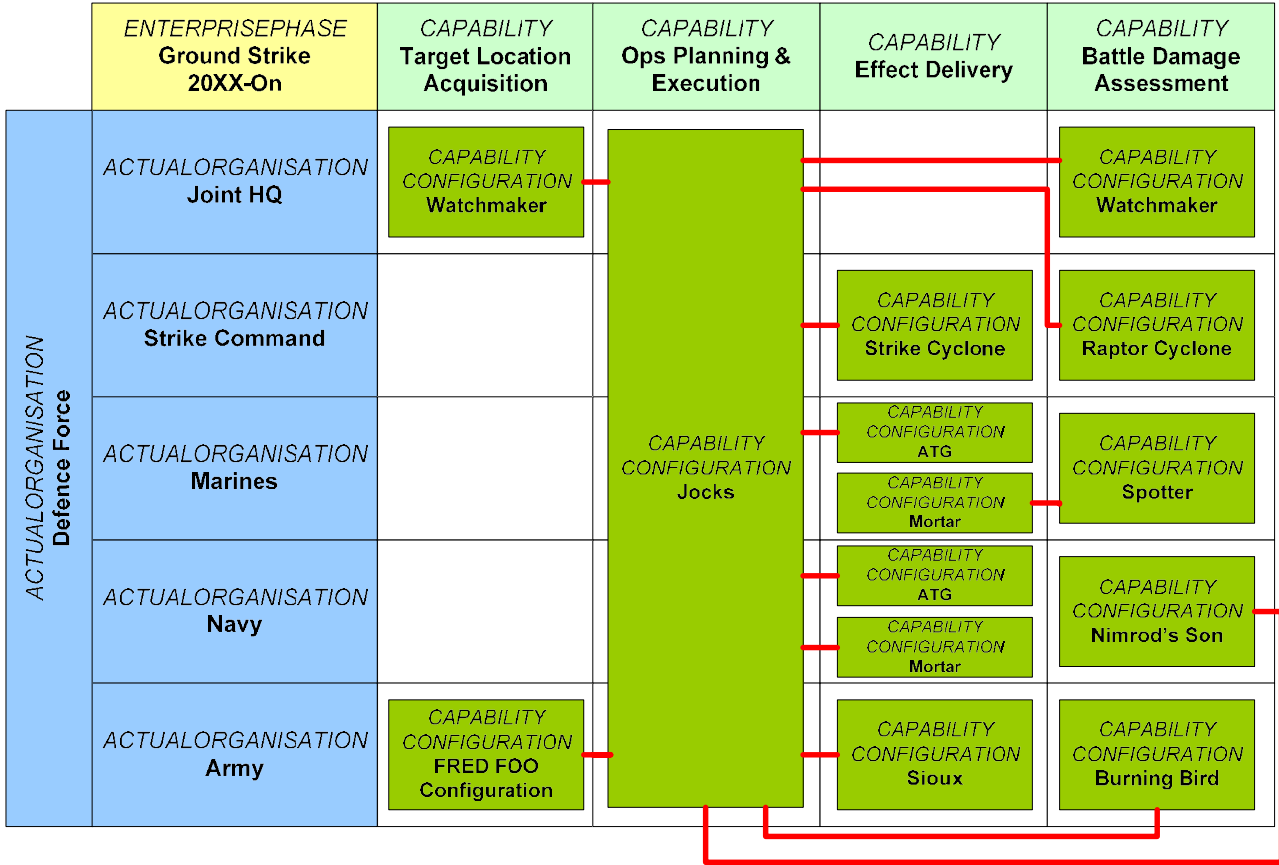 ENTERPRISEPHASE
Ground Strike
20XX-On
CAPABILITY
Target Location
Acquisition
CAPABILITY
Ops Planning &
Execution
CAPABILITY
Effect Delivery
CAPABILITY
Battle Damage
Assessment
ACTUALORGANISATION
Defence Force
ACTUALORGANISATION
Joint HQ
CAPABILITY
CONFIGURATION
Watchmaker
CAPABILITY
CONFIGURATION
Jocks
CAPABILITY
CONFIGURATION
Watchmaker
ACTUALORGANISATION
Strike Command
CAPABILITY
CONFIGURATION
Strike Cyclone
CAPABILITY
CONFIGURATION
Raptor Cyclone
ACTUALORGANISATION
Marines
CAPABILITY
CONFIGURATION
ATG
CAPABILITY
CONFIGURATION
Mortar
CAPABILITY
CONFIGURATION
Spotter
ACTUALORGANISATION
Navy
CAPABILITY
CONFIGURATION
ATG
CAPABILITY
CONFIGURATION
Mortar
CAPABILITY
CONFIGURATION
Nimrod's Son
ACTUALORGANISATION
Army
CAPABILITY
CONFIGURATION
FRED FOO
Configuration
CAPABILITY
CONFIGURATION
Sioux
CAPABILITY
CONFIGURATION
Burning Bird